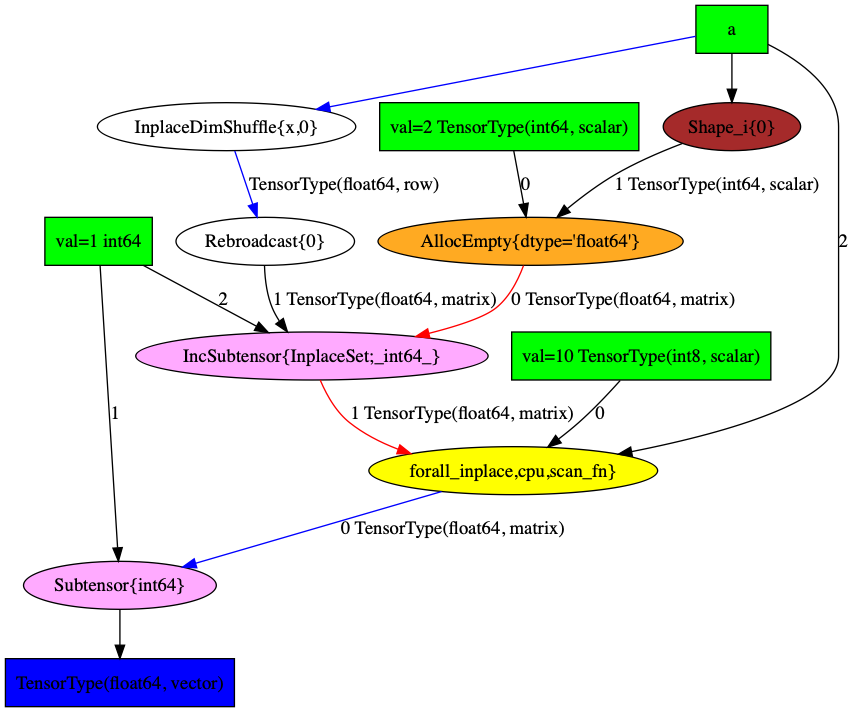 a
InplaceDimShuffle{x,0}
val=2 TensorType(int64, scalar)
Shape_i{0}
TensorType(float64, row)
0
1 TensorType(int64, scalar)
val=1 int64
Rebroadcast{0}
AllocEmpty{dtype='float64'}
2
2
1 TensorType(float64, matrix)
0 TensorType(float64, matrix)
IncSubtensor{InplaceSet;_int64_}
val=10 TensorType(int8, scalar)
1
1 TensorType(float64, matrix)
0
forall_inplace,cpu,scan_fn}
0 TensorType(float64, matrix)
Subtensor{int64}
TensorType(float64, vector)